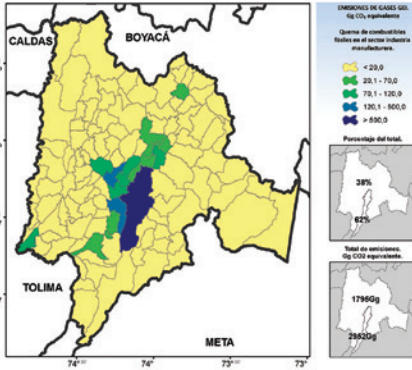 CALDAS
BOYACÁ
TOLIMA
META
74°
74°
73°
73°
EMISIONES DE GASES GEI.
Gg CO₂ equivalente
Quema de combustibles
fósiles en el sector industria
manufacturera.
< 20,0
20,1 - 70,0
70,1 - 120,0
120,1 - 500,0
> 500,0
Porcentaje del total.
38%
62%
Total de emisiones.
Gg CO2 equivalente.
1795Gg
2952Gg